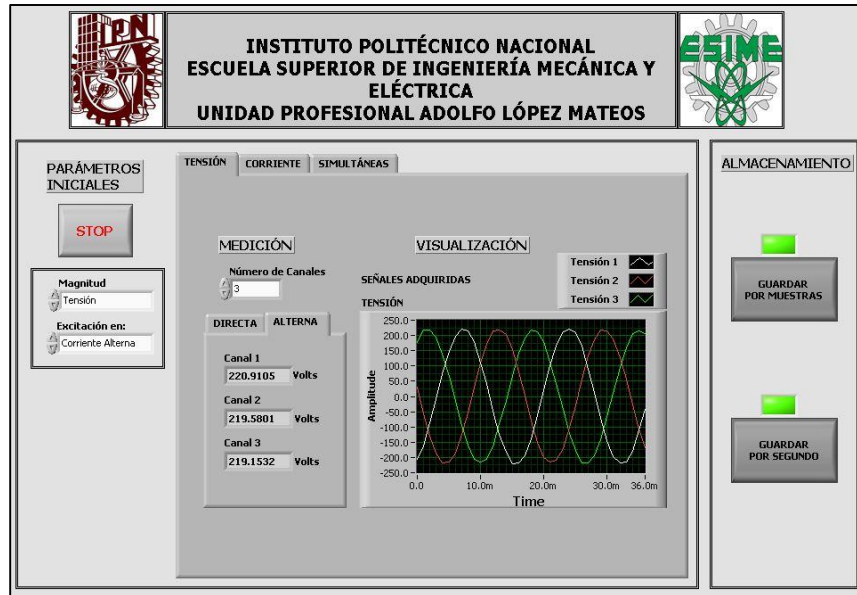 IPN
INSTITUTO POLITÉCNICO NACIONAL
ESCUELA SUPERIOR DE INGENIERÍA MECÁNICA Y
ELÉCTRICA
UNIDAD PROFESIONAL ADOLFO LÓPEZ MATEOS
ESIME
PARÁMETROS
INICIALES
STOP
Magnitud
Tensión
Excitación en:
Corriente Alterna
TENSIÓN CORRIENTE SIMULTÁNEAS
MEDICIÓN
Número de Canales
3
DIRECTA ALTERNA
Canal 1
220.9105 Volts
Canal 2
219.5801 Volts
Canal 3
219.1532 Volts
VISUALIZACIÓN
SEÑALES ADQUIRIDAS
Tensión 1
Tensión 2
Tensión 3
TENSIÓN
Amplitude
250.0
200.0
150.0
100.0
50.0
0.0
-50.0
-100.0
-150.0
-200.0
-250.0
0.0 10.0m 20.0m 30.0m 36.0m
Time
ALMACENAMIENTO
GUARDAR
POR MUESTRAS
GUARDAR
POR SEGUNDO